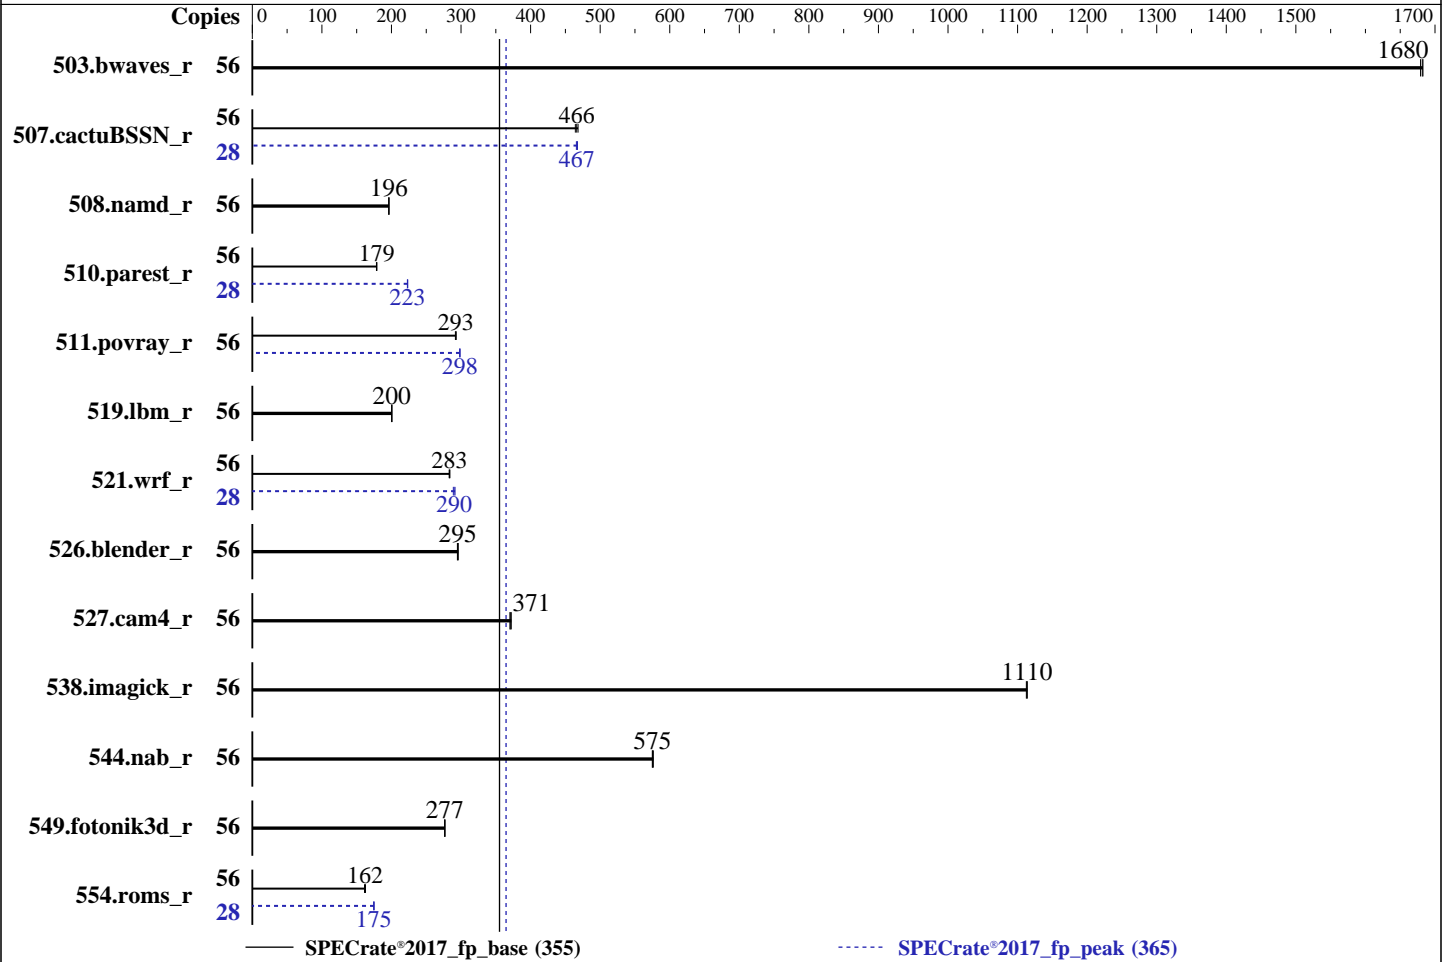 Copies 0 100 200 300 400 500 600 700 800 900 1000 1100 1200 1300 1400 1500 1700
503.bwaves_r 56 1680
507.cactuBSSN_r 56 466
28 467
508.namd_r 56 196
510.parest_r 56 179
28 223
511.povray_r 56 293
298
519.lbm_r 56 200
521.wrf_r 56 283
28 290
526.blender_r 56 295
527.cam4_r 56 371
538.imagick_r 56 1110
544.nab_r 56 575
549.fotonik3d_r 56 277
554.roms_r 56 162
28 175
SPECrate®2017_fp_base (355) SPECrate®2017_fp_peak (365)